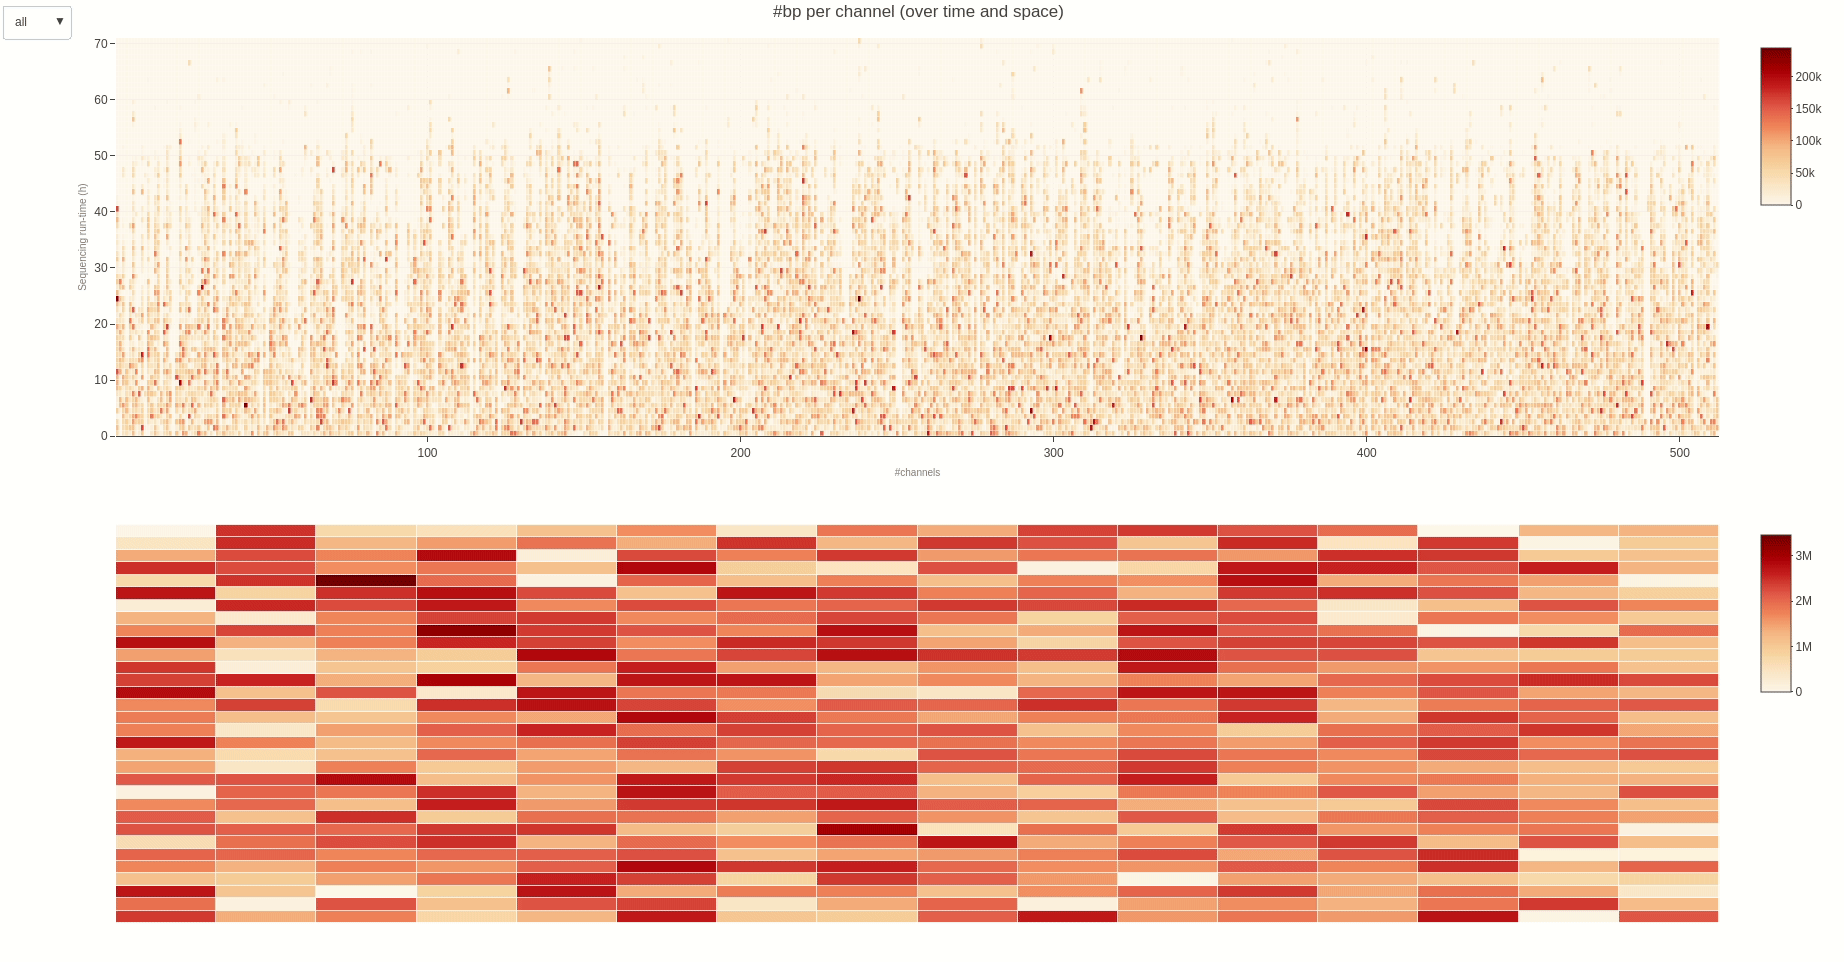 #bp per channel (over time and space)
all ▼
70
60
50
40
30
20
10
0
Sequencing run-time (h)
100
200
300
400
500
#channels
200k
150k
100k
50k
0
3M
2M
1M
0